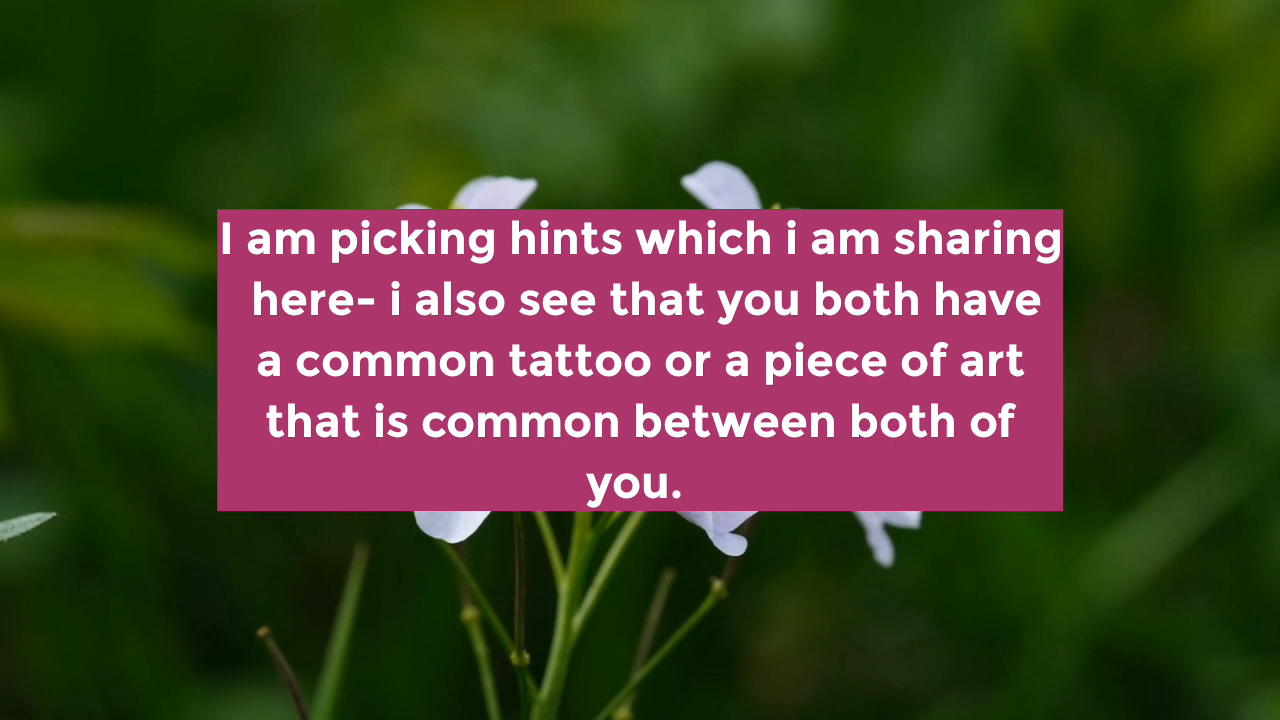 I am picking hints which i am sharing
here- i also see that you both have
a common tattoo or a piece of art
that is common between both of
you.